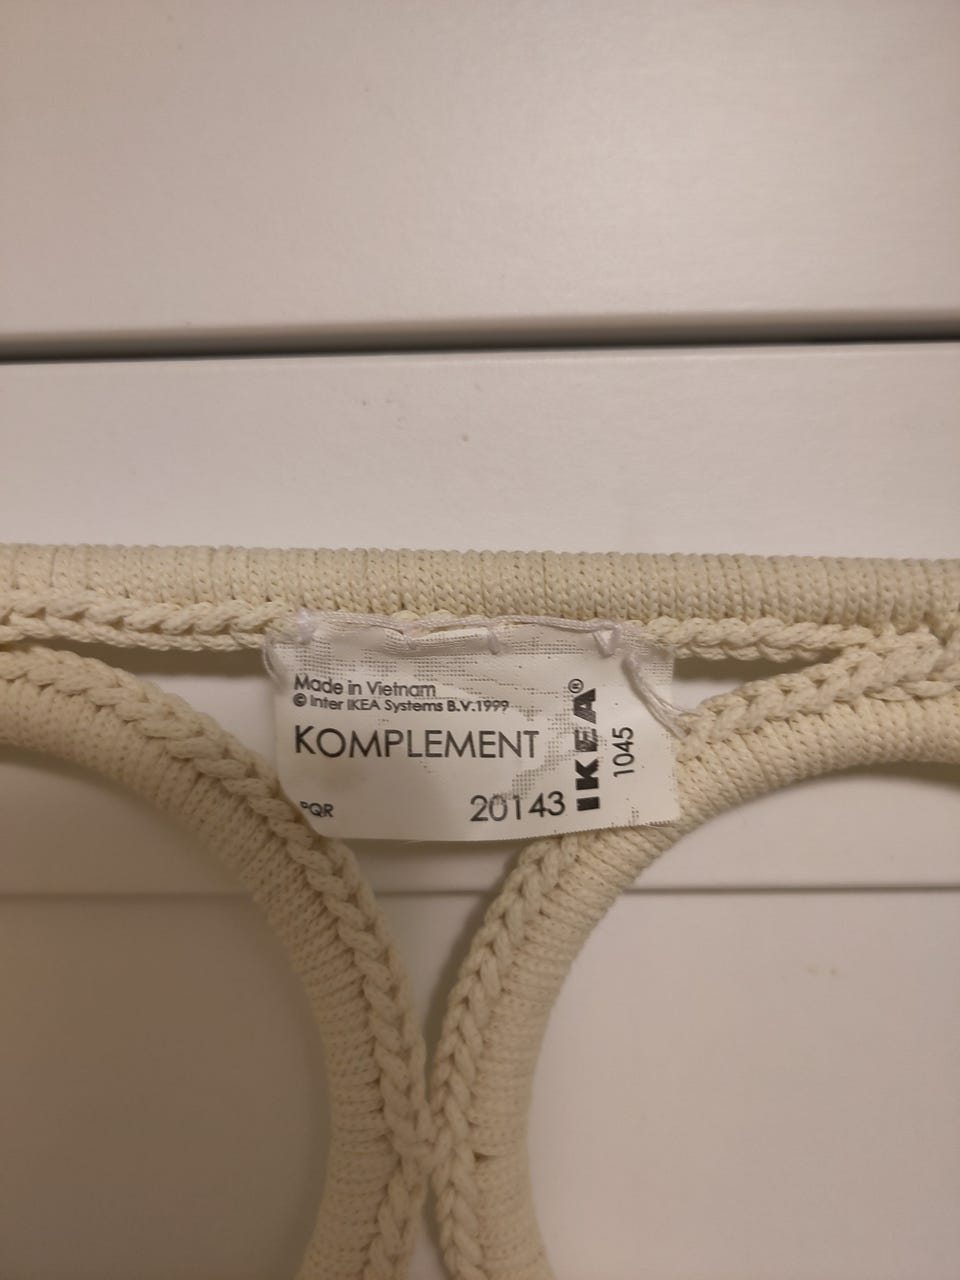 Made in Vietnam
© Inter IKEA Systems B.V.1999
KOMPLEMENT
PQR
20143
IKEA®
1045